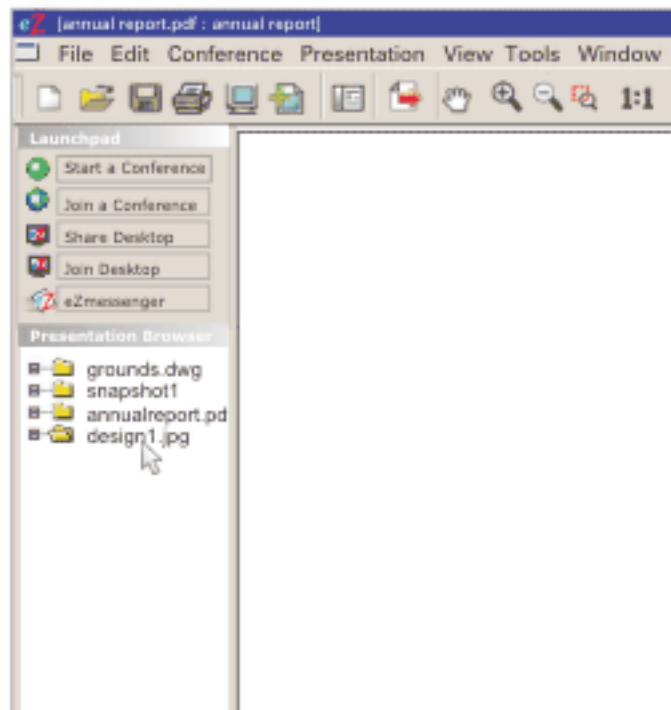 eZ [annual report.pdf : annual report]
File Edit Conference Presentation View Tools Window
1:1
Launchpad
Start a Conference
Join a Conference
Share Desktop
Join Desktop
eZmessenger
Presentation Browser
grounds.dwg
snapshot1
annualreport.pd
design1.jpg